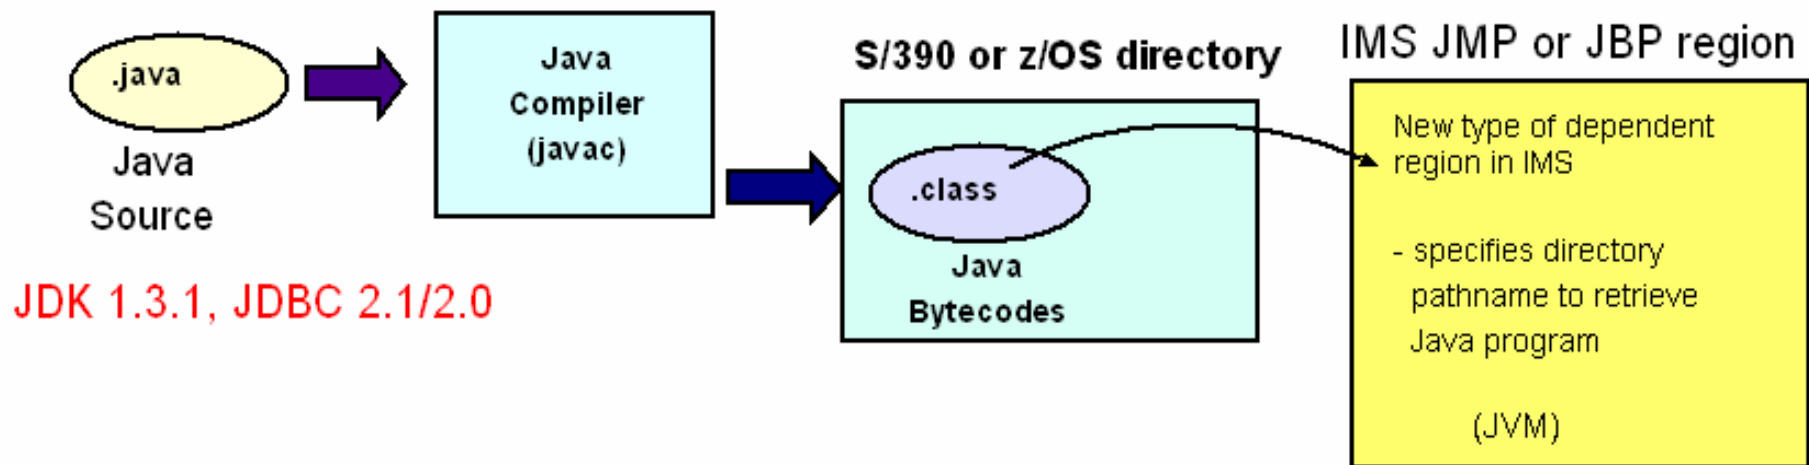 .java
Java
Source
JDK 1.3.1, JDBC 2.1/2.0
Java
Compiler
(javac)
S/390 or z/OS directory
.class
Java
Bytecodes
IMS JMP or JBP region
New type of dependent
region in IMS
- specifies directory
pathname to retrieve
Java program
(JVM)